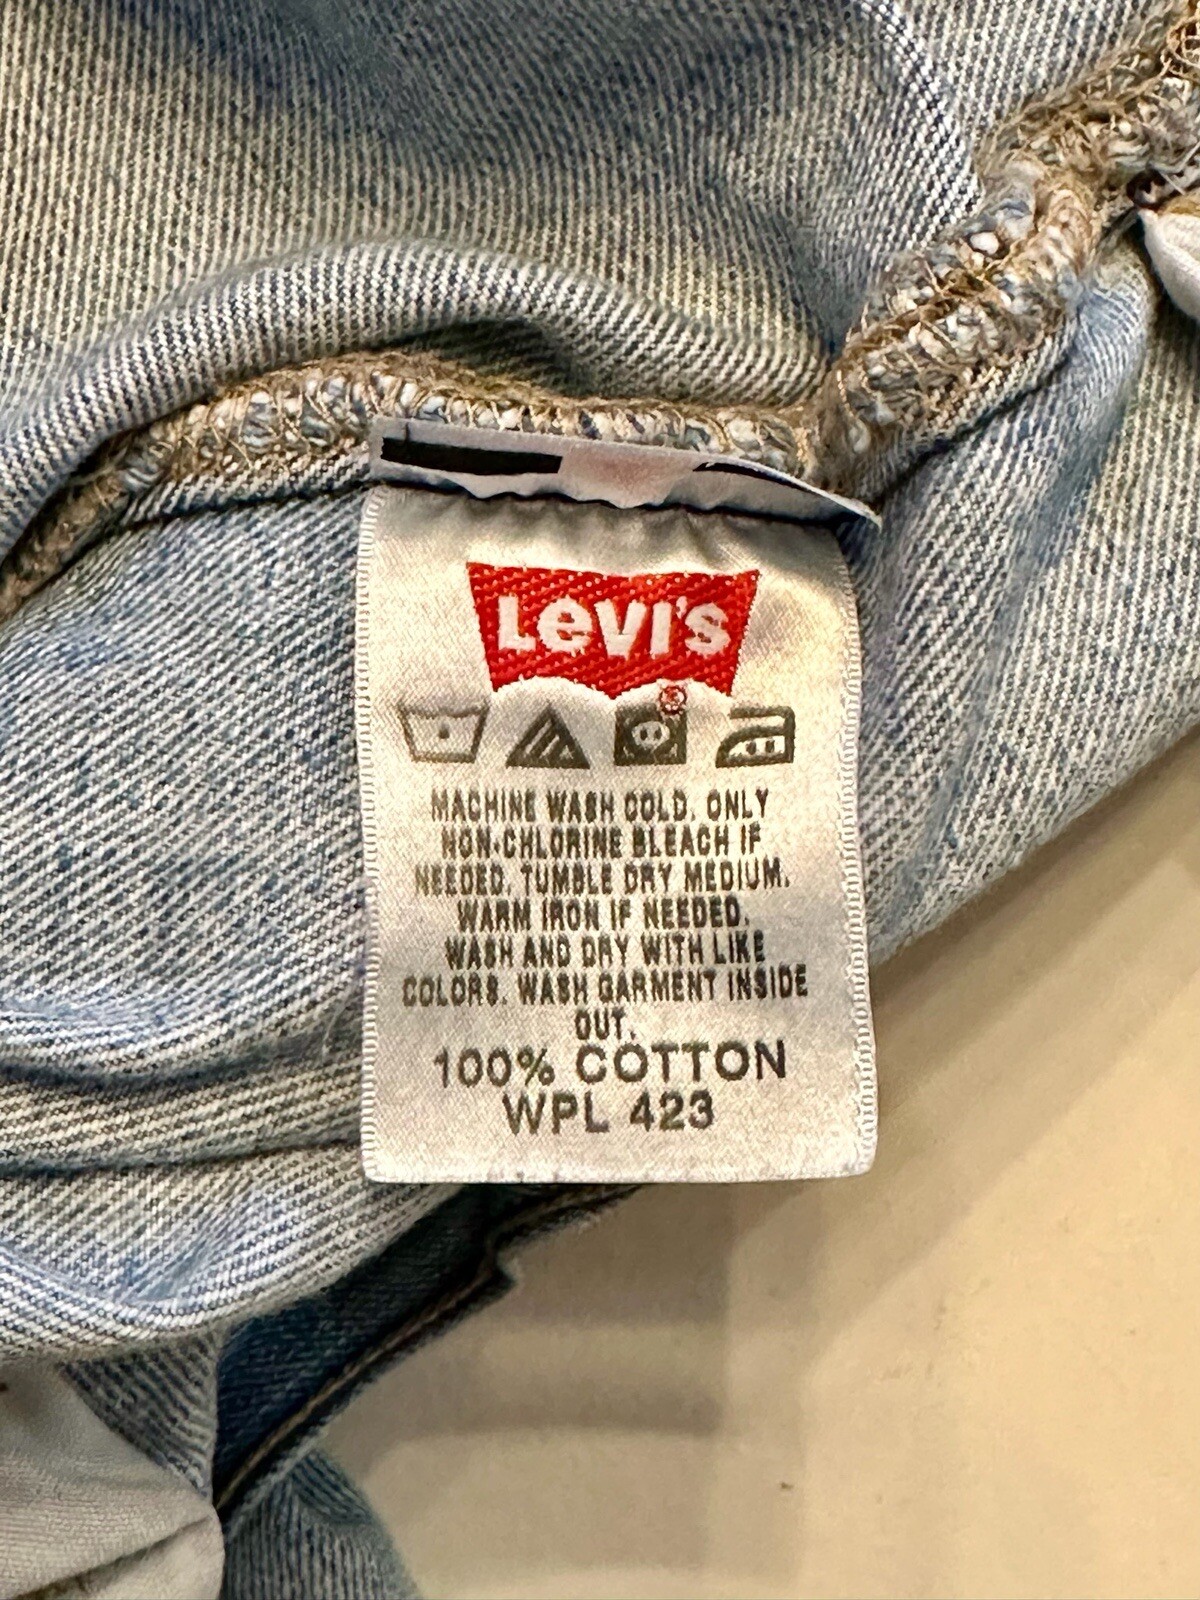 Levi's
®
MACHINE WASH COLD. ONLY
NON-CHLORINE BLEACH IF
NEEDED. TUMBLE DRY MEDIUM.
WARM IRON IF NEEDED.
WASH AND DRY WITH LIKE
COLORS. WASH GARMENT INSIDE
OUT.
100% COTTON
WPL 423